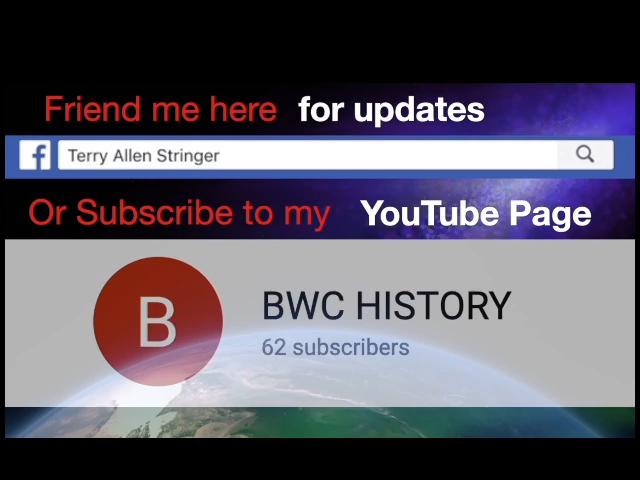 Friend me here for updates
f Terry Allen Stringer
Or Subscribe to my YouTube Page
B BWC HISTORY
62 subscribers